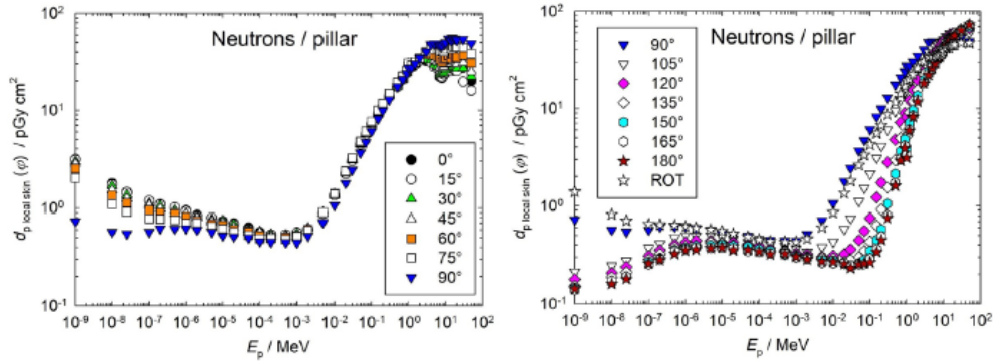 Neutrons / pillar
d_p local skin (φ) / pGy cm²
10²
10¹
10⁰
10⁻¹
0°
15°
30°
45°
60°
75°
90°
10⁻⁹ 10⁻⁸ 10⁻⁷ 10⁻⁶ 10⁻⁵ 10⁻⁴ 10⁻³ 10⁻² 10⁻¹ 10⁰ 10¹ 10²
E_p / MeV
Neutrons / pillar
d_p local skin (φ) / pGy cm²
10²
10¹
10⁰
10⁻¹
90°
105°
120°
135°
150°
165°
180°
ROT
10⁻⁹ 10⁻⁸ 10⁻⁷ 10⁻⁶ 10⁻⁵ 10⁻⁴ 10⁻³ 10⁻² 10⁻¹ 10⁰ 10¹ 10²
E_p / MeV